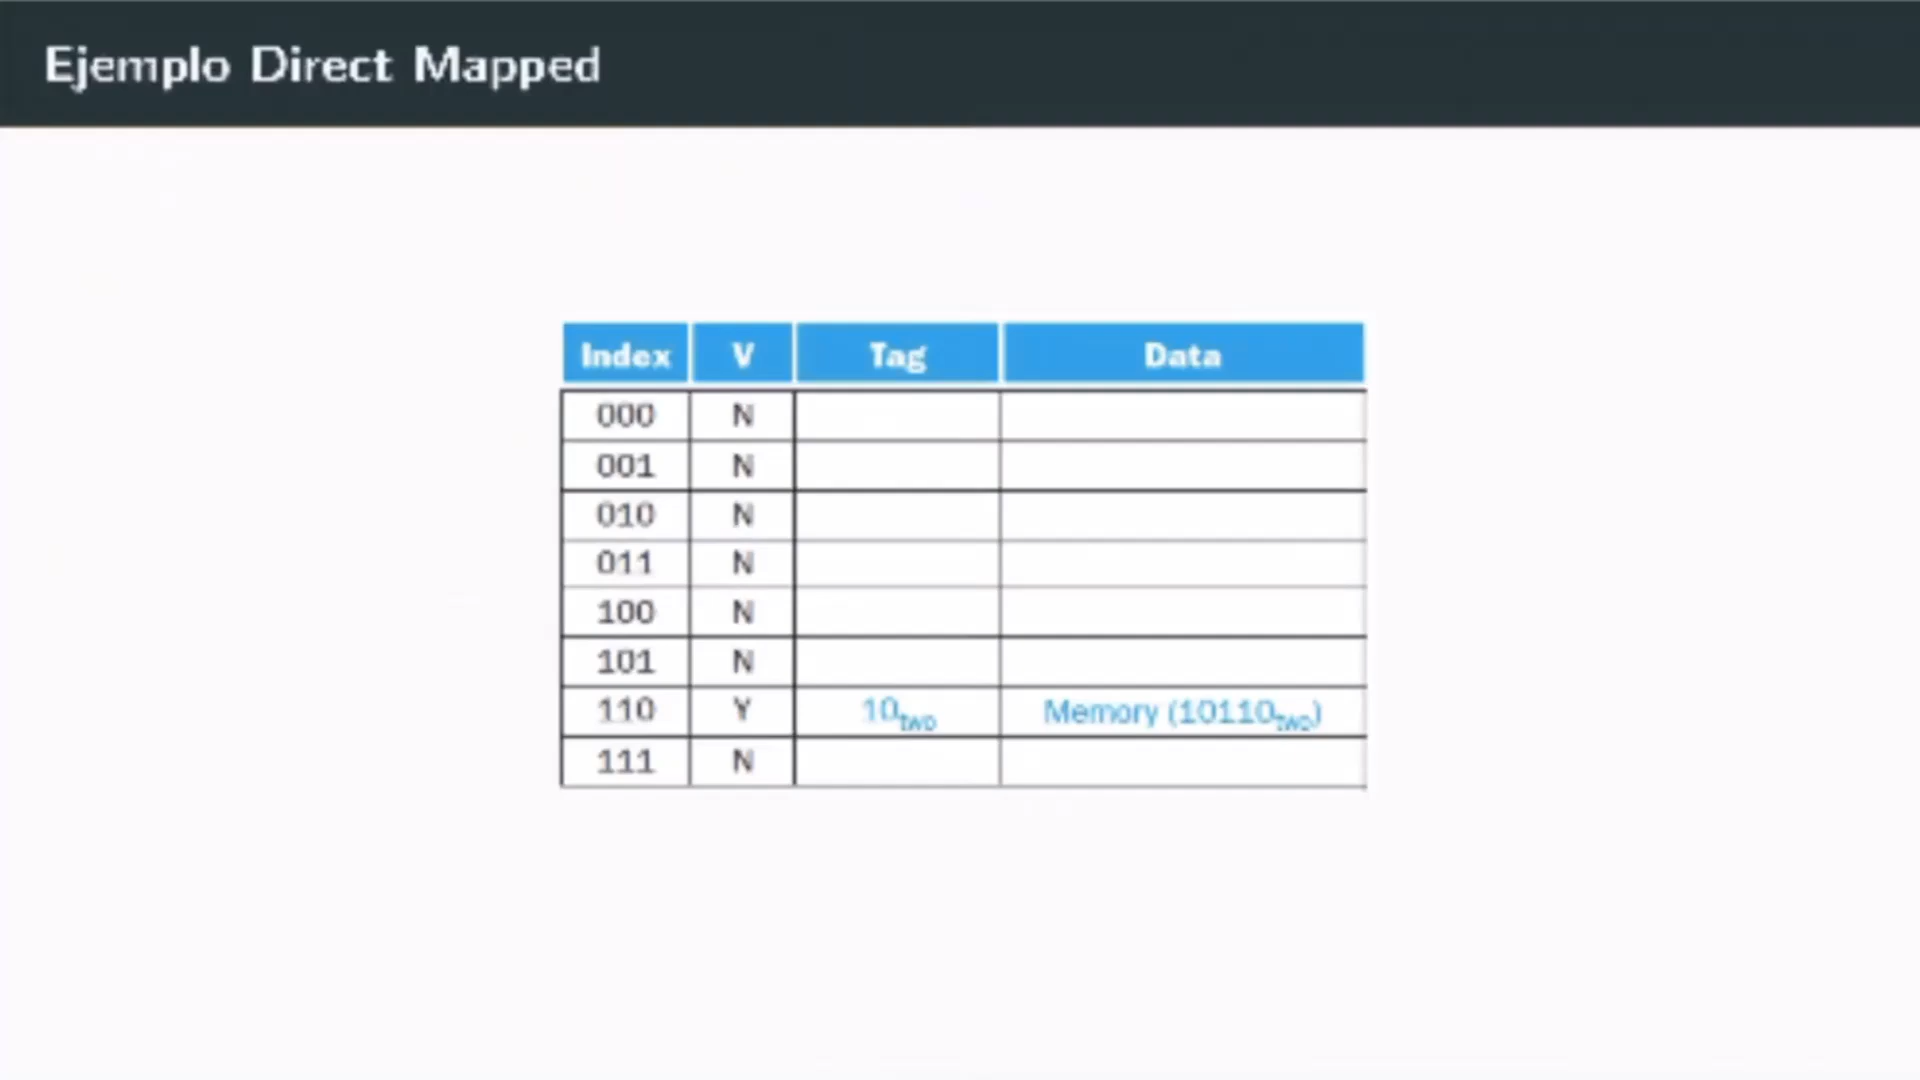 Ejemplo Direct Mapped
Index V Tag Data
000 N
001 N
010 N
011 N
100 N
101 N
110 Y 10two Memory (10110two)
111 N